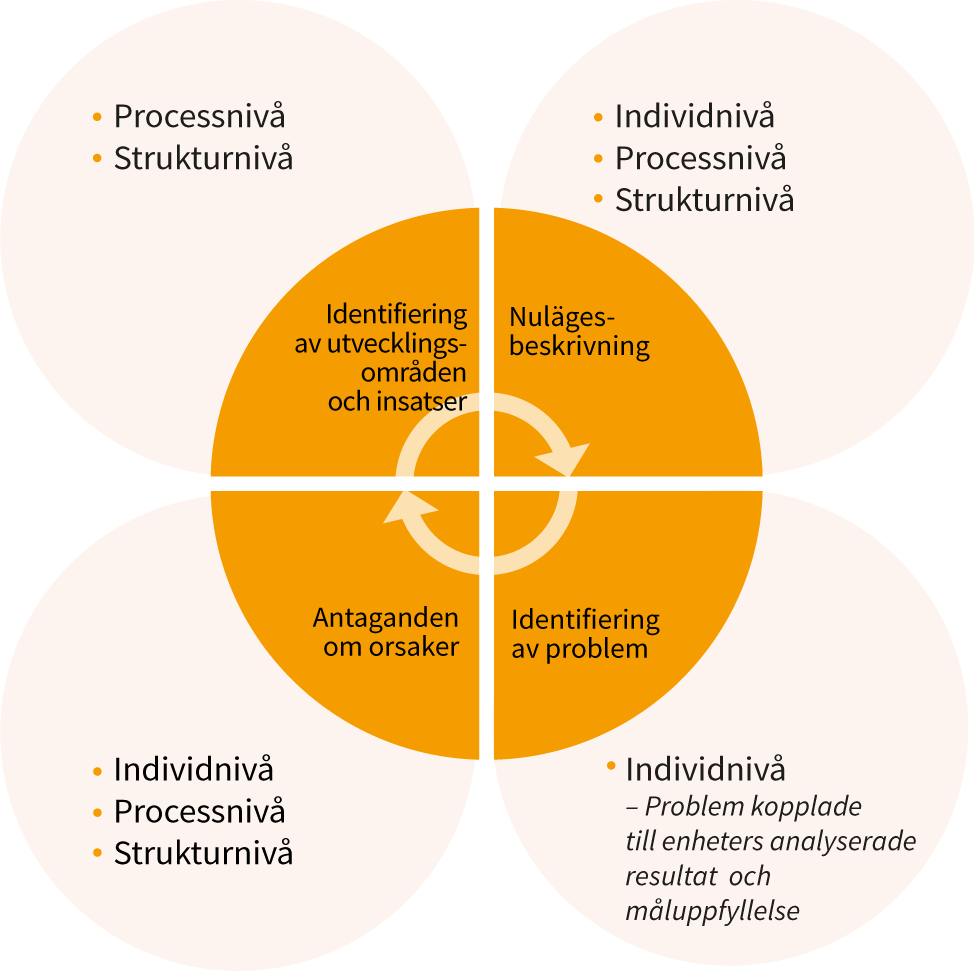 • Processnivå
• Strukturnivå
• Individnivå
• Processnivå
• Strukturnivå
Identifiering
av utvecklings-
områden
och insatser
Nuläges-
beskrivning
Antaganden
om orsaker
Identifiering
av problem
• Individnivå
• Processnivå
• Strukturnivå
• Individnivå
– Problem kopplade
till enheters analyserade
resultat och
måluppfyllelse